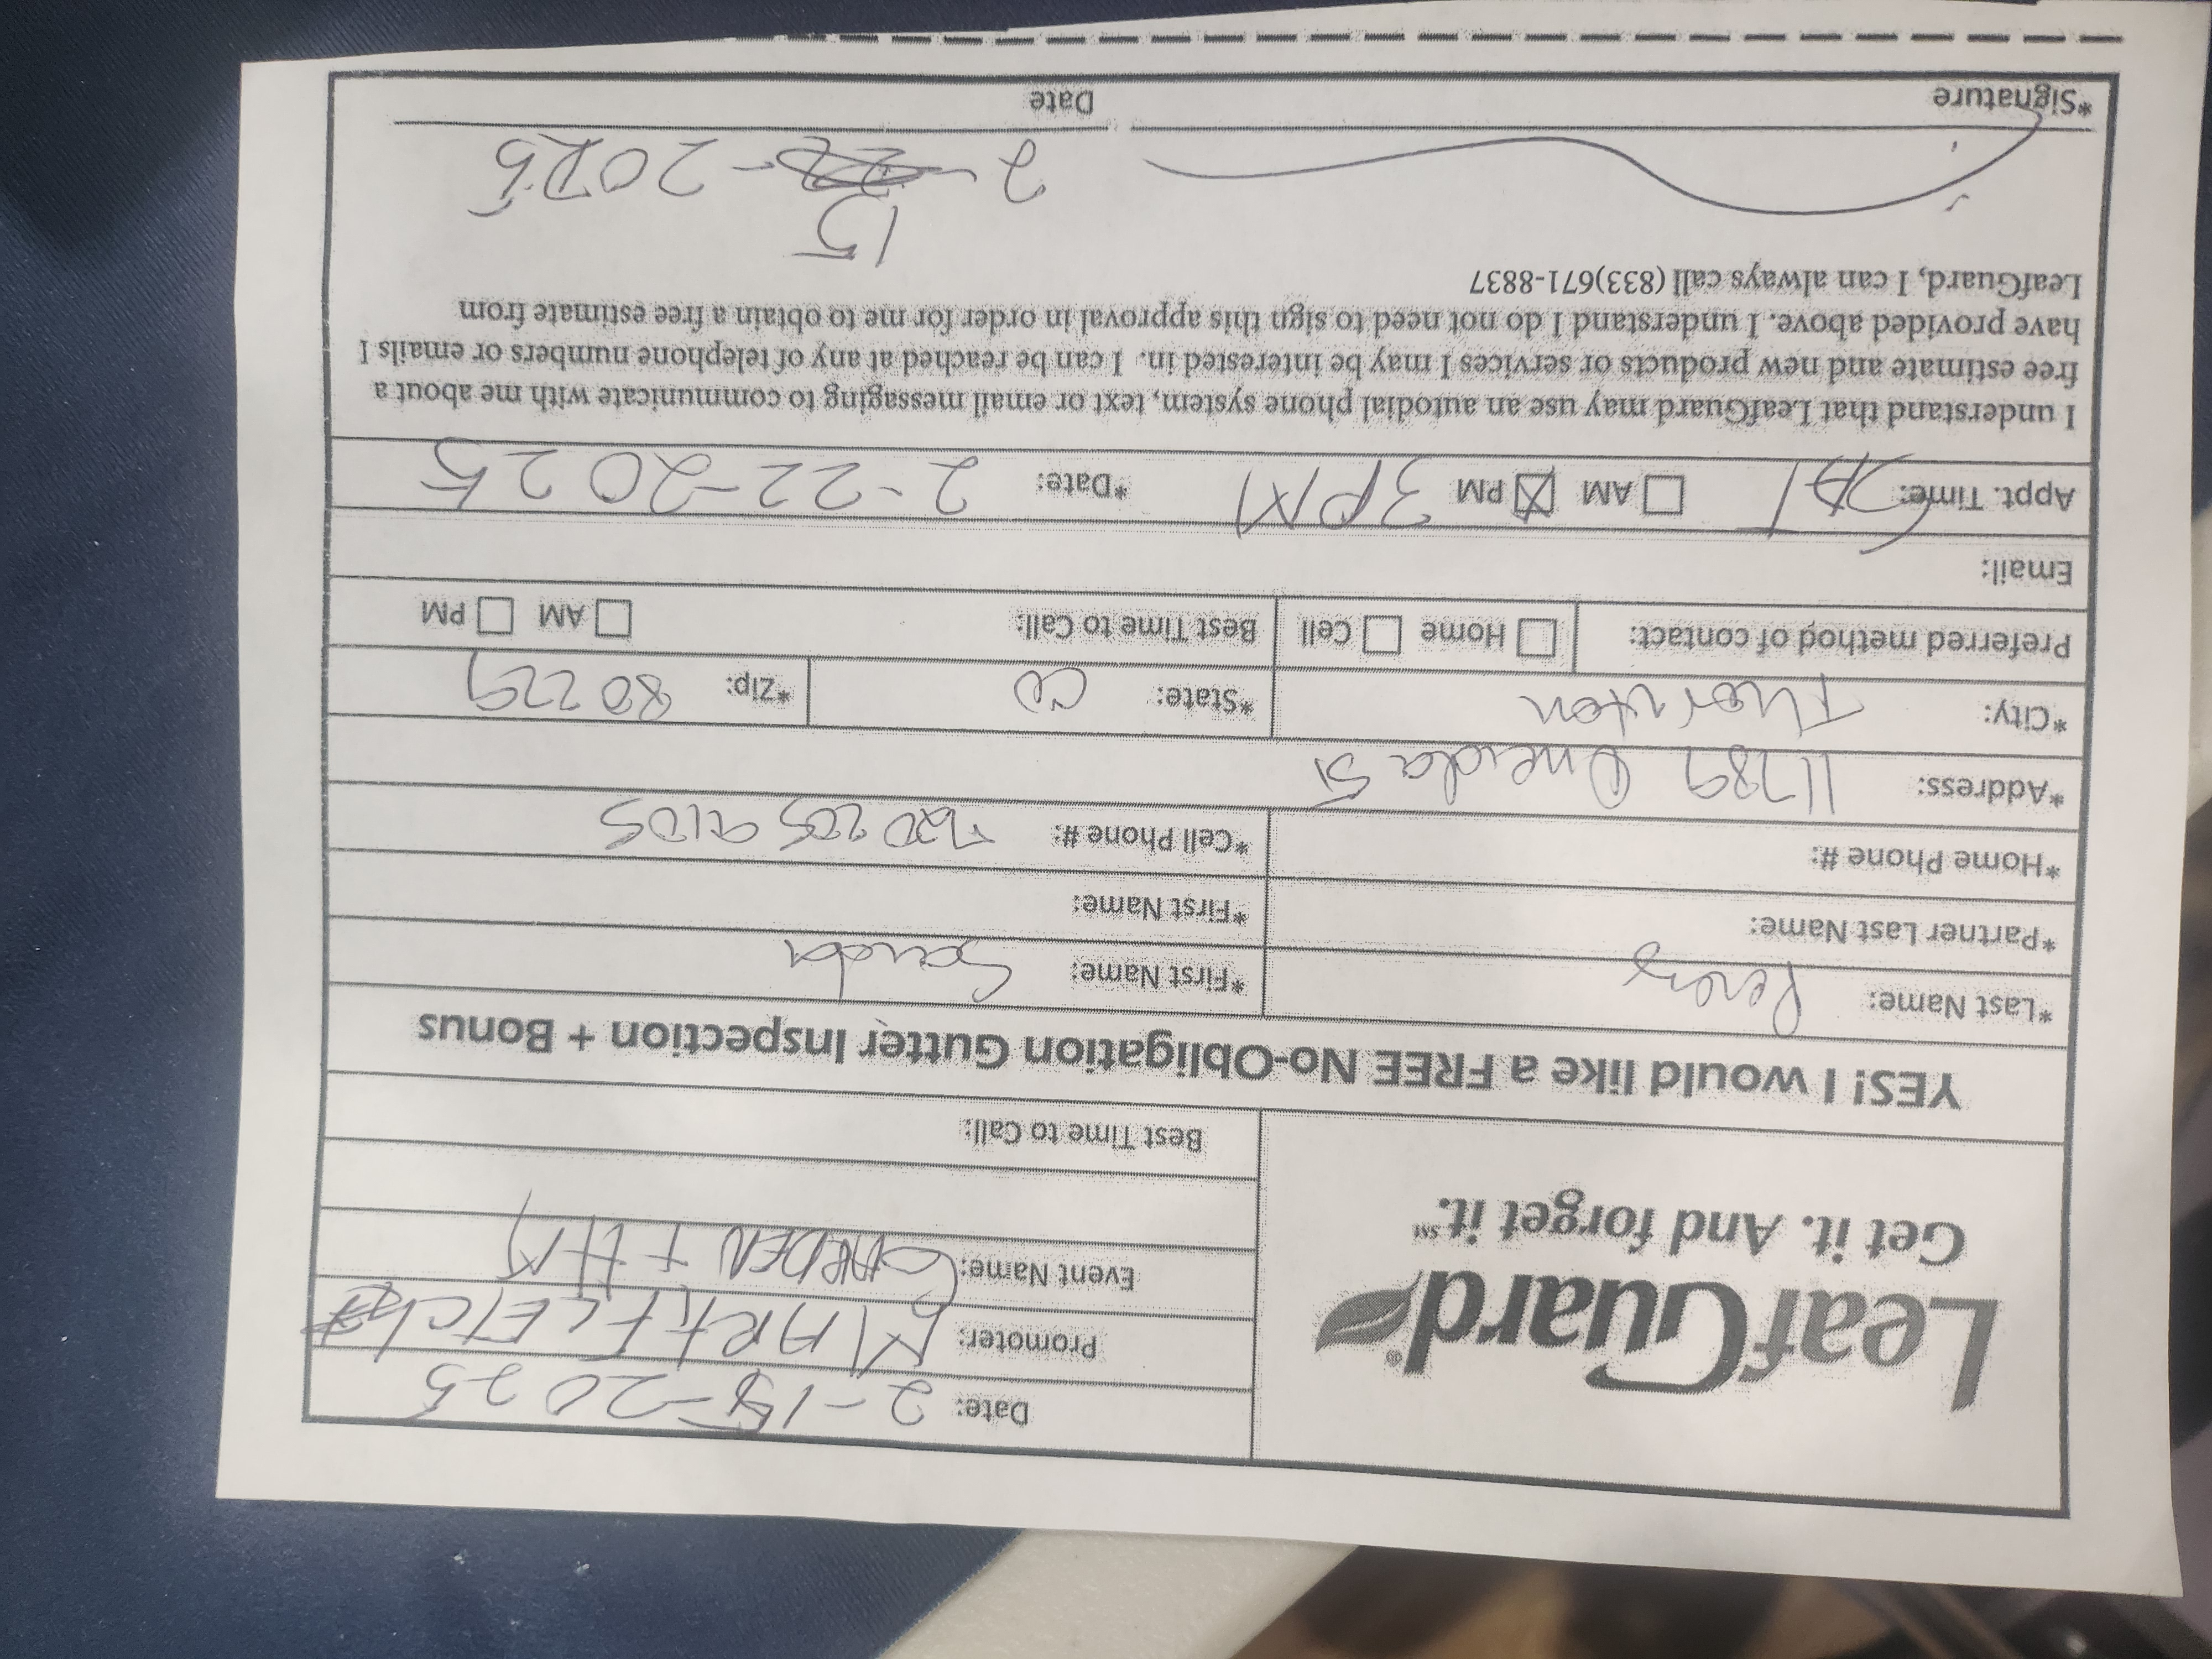 LeafGuard®
Get it. And forget it.℠
Date: 2-15-2025
Promoter: MARK FLETCHER
Event Name: GARDEN + HM
Best Time to Call:
YES! I would like a FREE No-Obligation Gutter Inspection + Bonus
*Last Name: Perez *First Name: Sanda
*Partner Last Name: *First Name:
*Home Phone #: *Cell Phone #: 720 205 9105
*Address: 11789 Oneida St
*City: Thornton *State: CO *Zip: 80229
Preferred method of contact: ☐ Home ☐ Cell Best Time to Call: ☐ AM ☐ PM
Email:
Appt. Time: SAT ☐ AM ☒ PM 3PM *Date: 2-22-2025
I understand that LeafGuard may use an autodial phone system, text or email messaging to communicate with me about a
free estimate and new products or services I may be interested in. I can be reached at any of telephone numbers or emails I
have provided above. I understand I do not need to sign this approval in order for me to obtain a free estimate from
LeafGuard, I can always call (833)671-8837
2-15-2025
*Signature Date